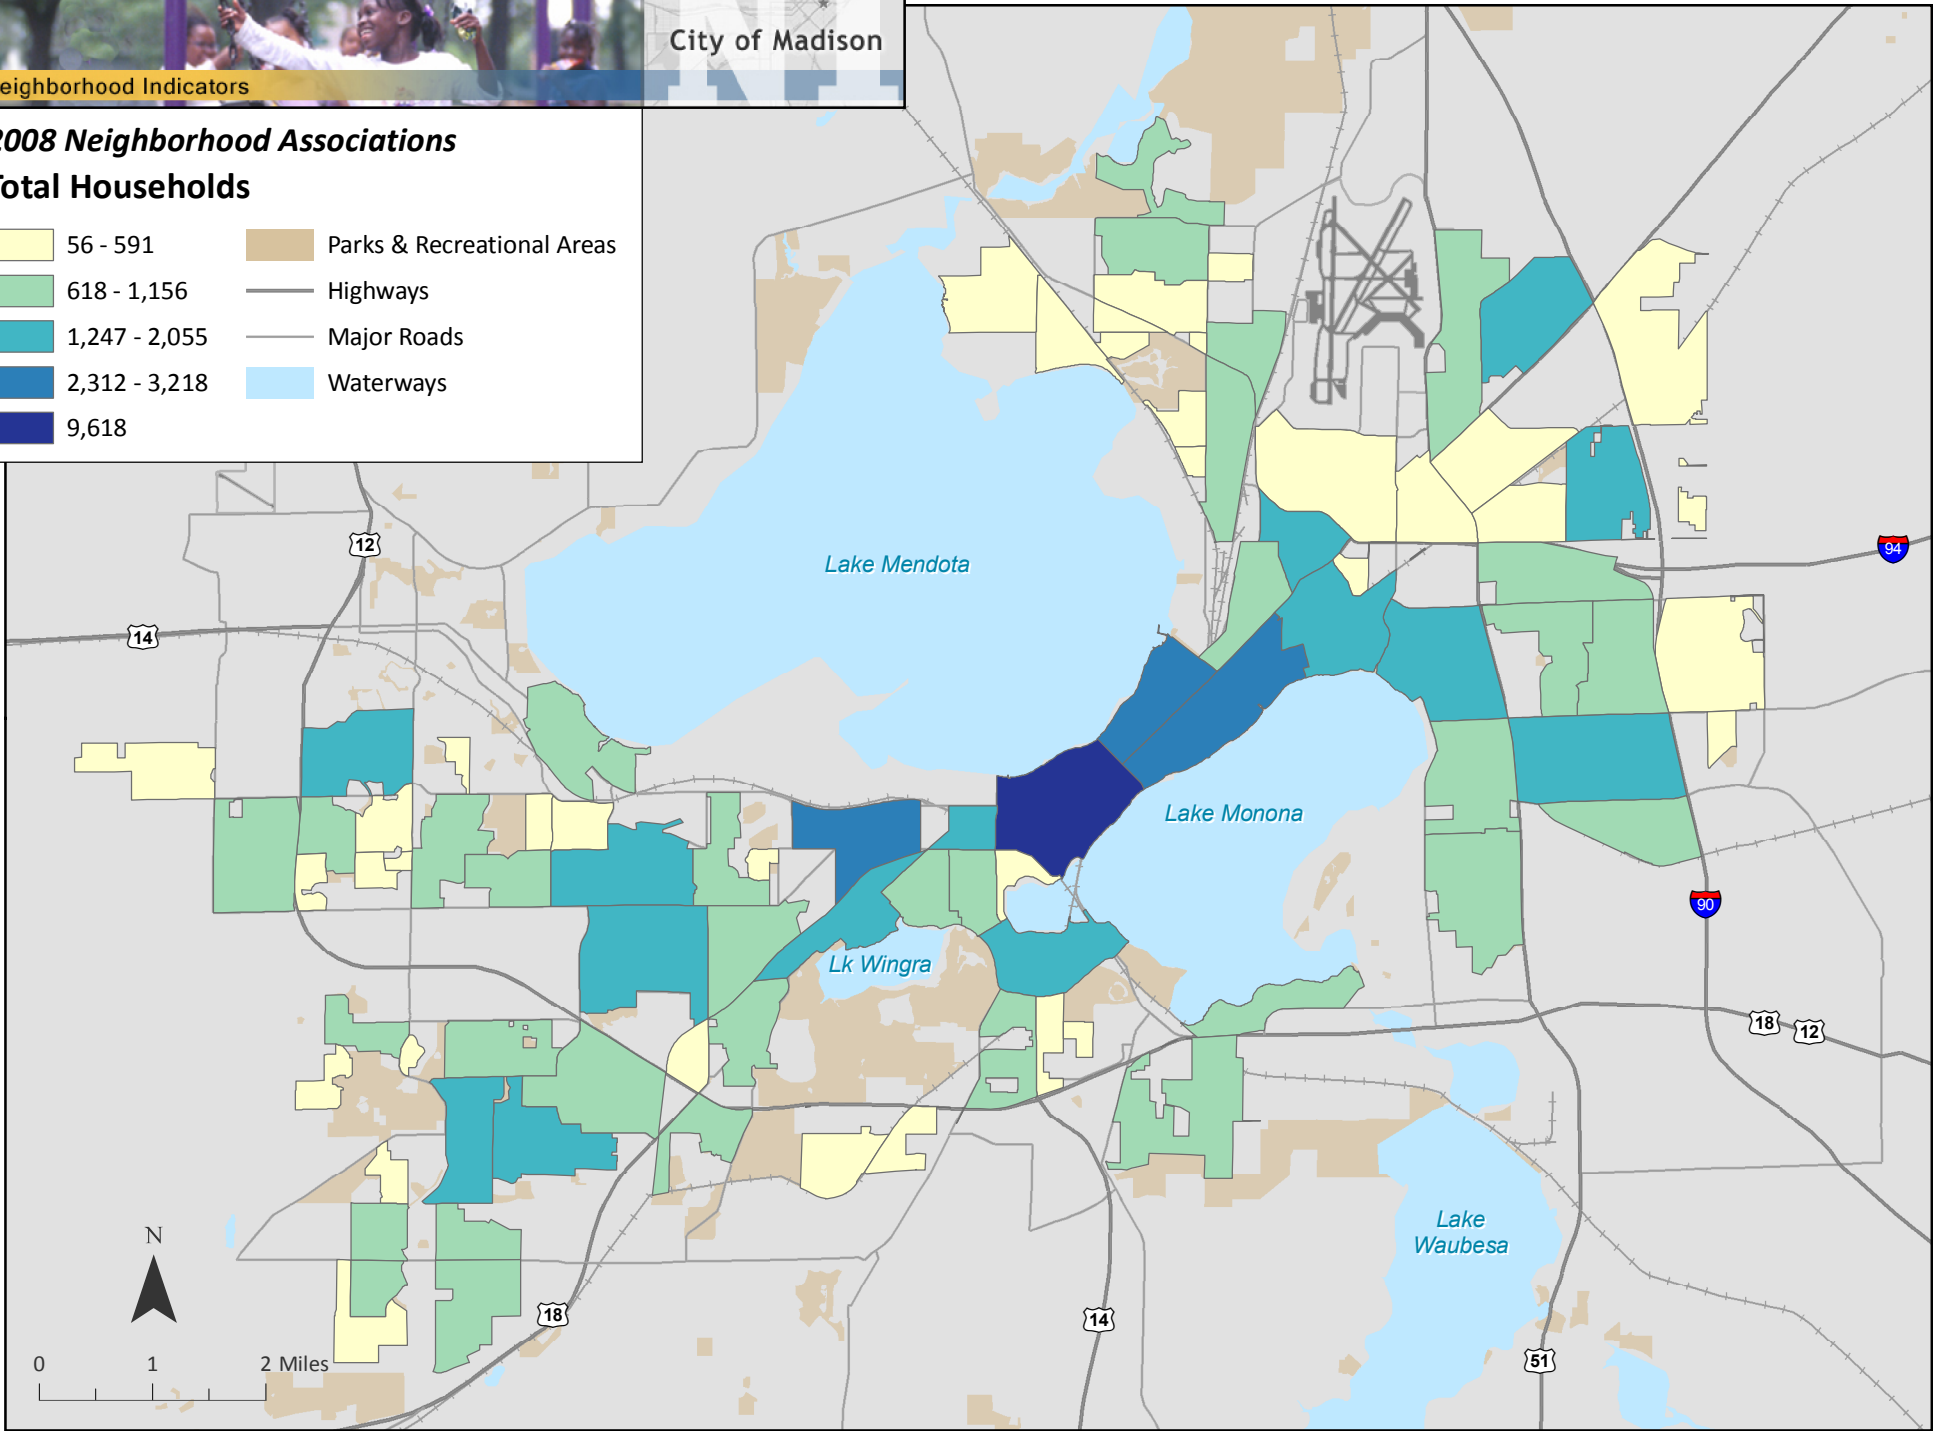 City of Madison
eighborhood Indicators
2008 Neighborhood Associations
Total Households
56 - 591
618 - 1,156
1,247 - 2,055
2,312 - 3,218
9,618
Parks & Recreational Areas
Highways
Major Roads
Waterways
12
94
Lake Mendota
14
Lake Monona
90
Lk Wingra
18
12
Lake
Waubesa
N
18
14
0
1
2 Miles
51